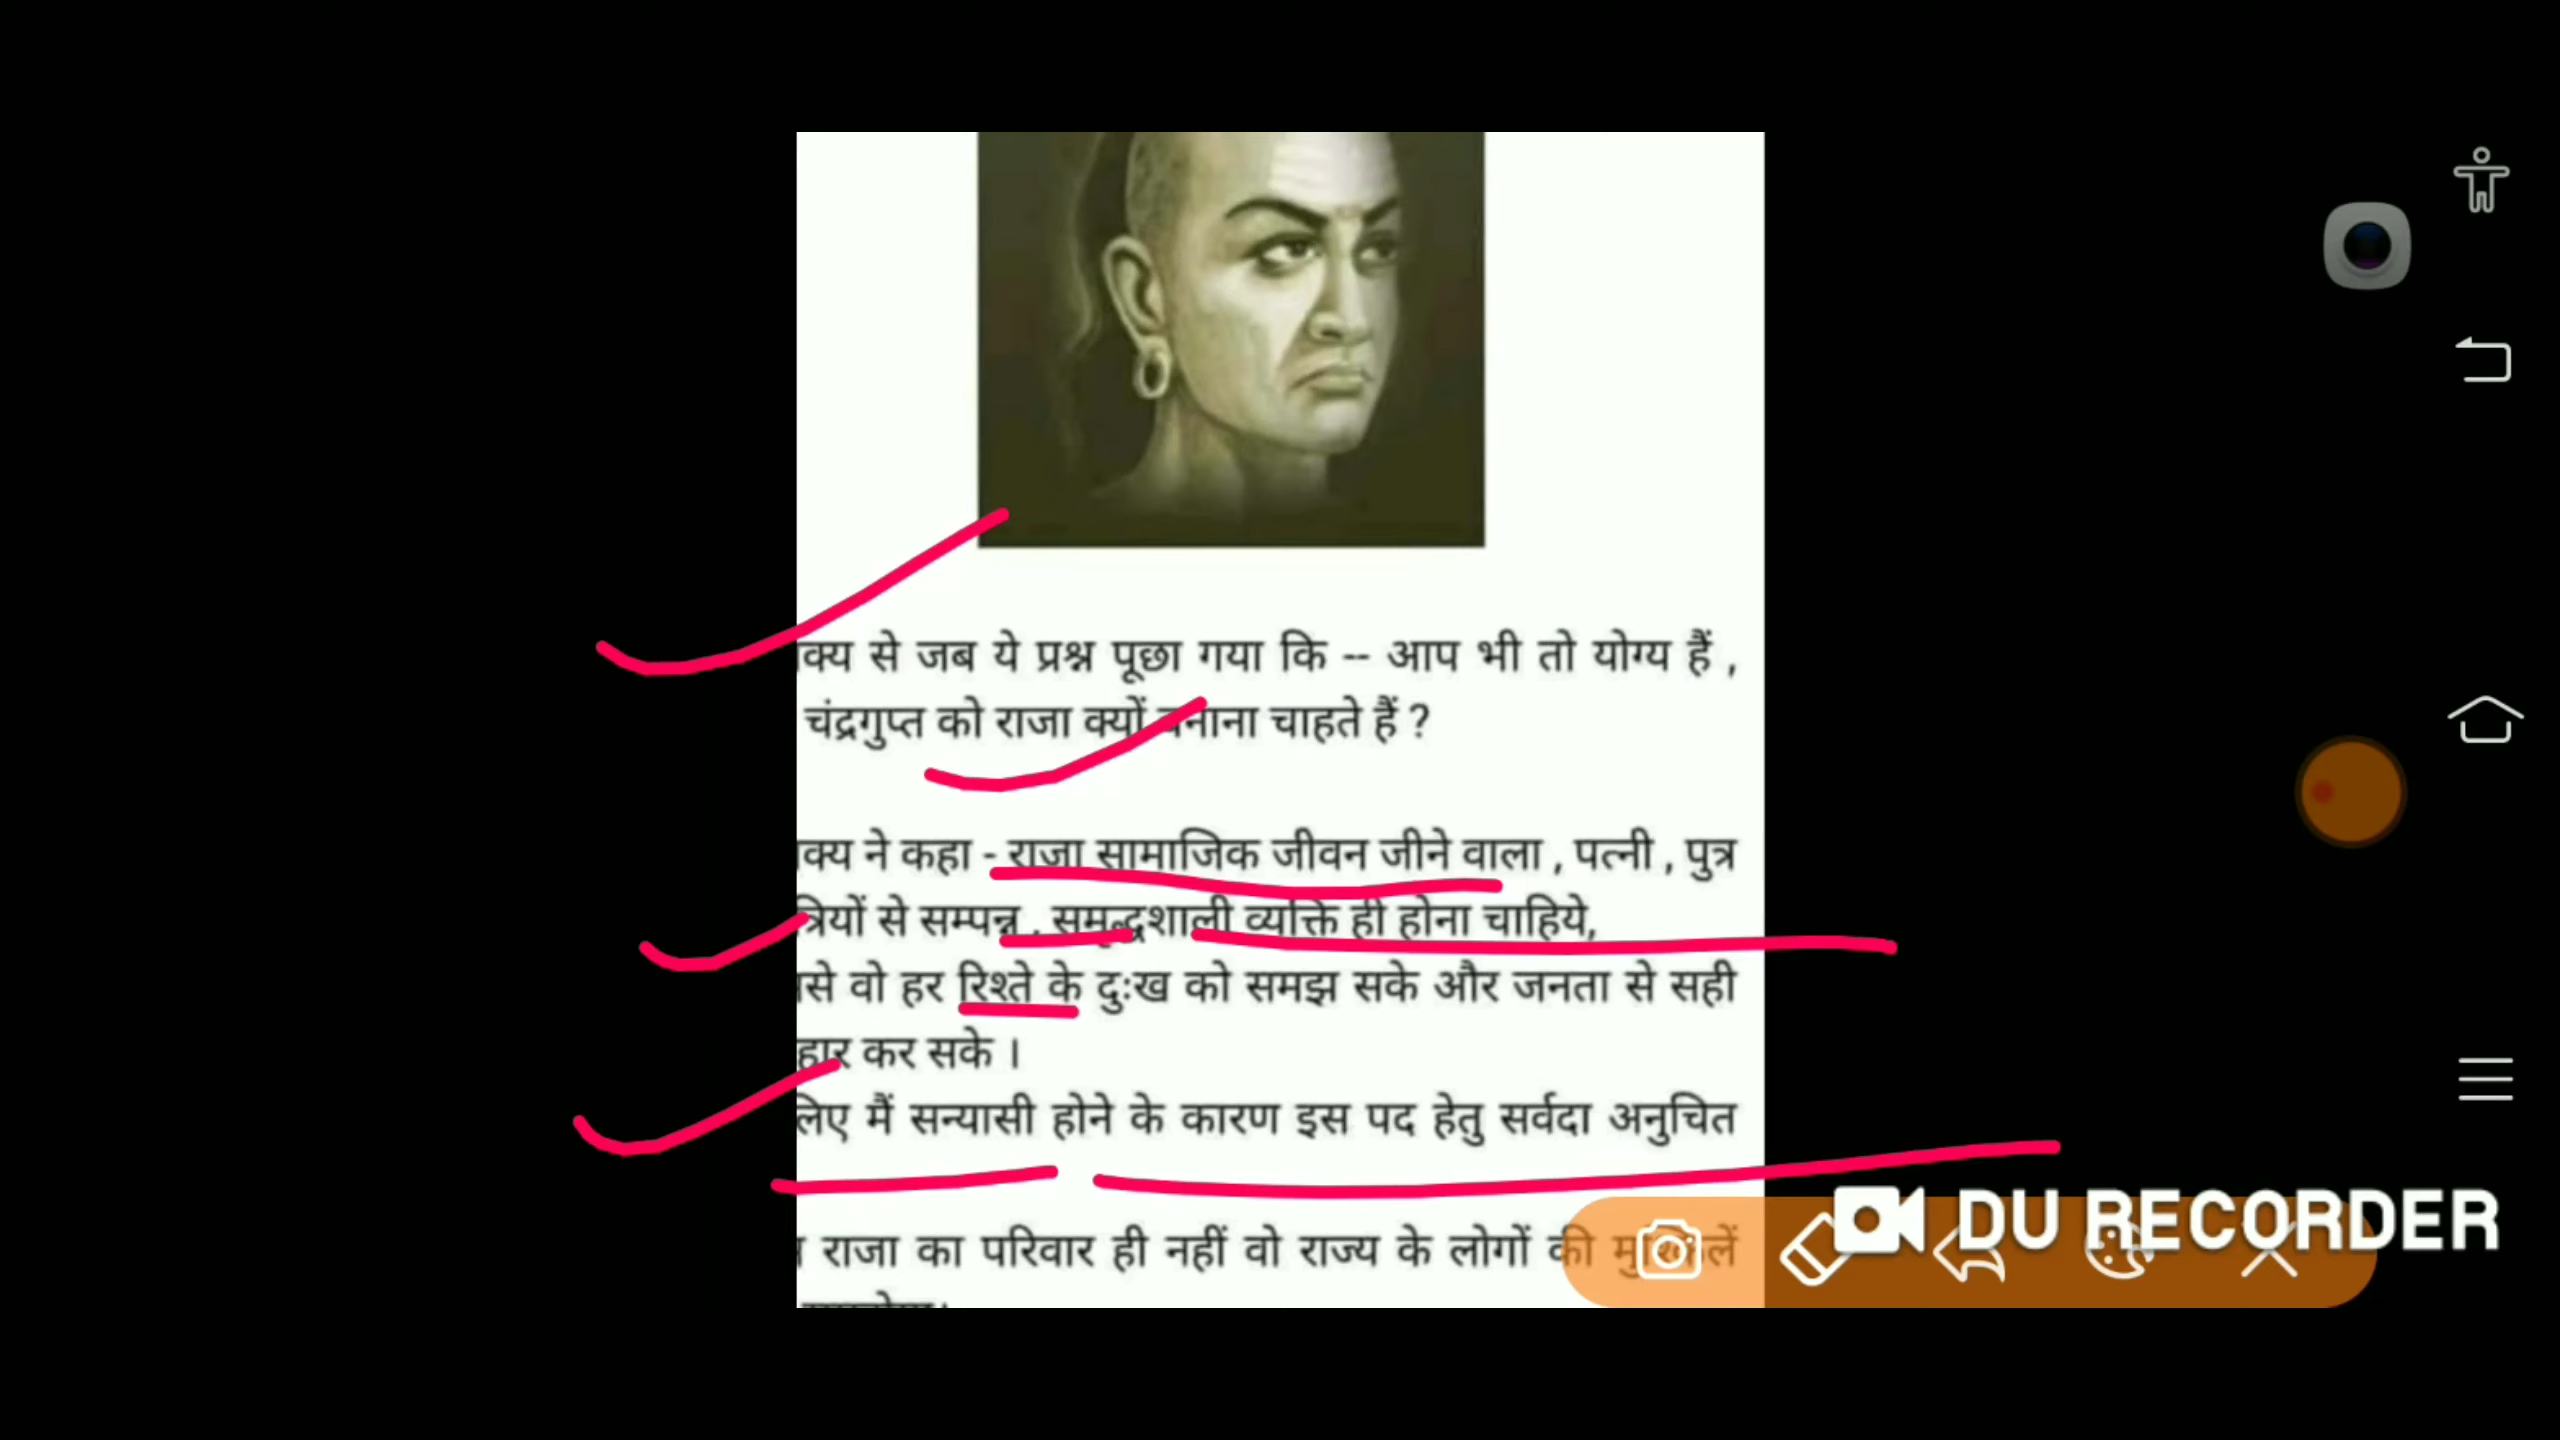 क्य से जब ये प्रश्न पूछा गया कि -- आप भी तो योग्य हैं ,
चंद्रगुप्त को राजा क्यों बनाना चाहते हैं ?
क्य ने कहा - राजा सामाजिक जीवन जीने वाला , पत्नी , पुत्र
त्रियों से सम्पन्न , समृद्धशाली व्यक्ति ही होना चाहिये,
से वो हर रिश्ते के दुःख को समझ सके और जनता से सही
हार कर सके ।
लिए मैं सन्यासी होने के कारण इस पद हेतु सर्वदा अनुचित
राजा का परिवार ही नहीं वो राज्य के लोगों की मुश्किलें
DU RECORDER